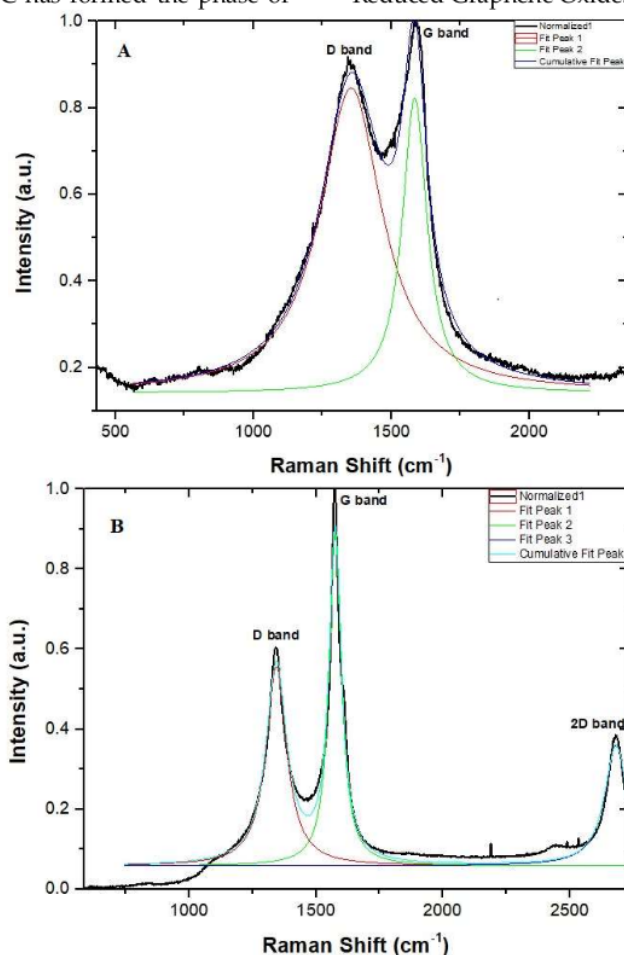 C has formed the phase of Reduced Graphene Oxide
A
D band
G band
Normalized1
Fit Peak 1
Fit Peak 2
Cumulative Fit Peak
1.0
0.8
0.6
0.4
0.2
Intensity (a.u.)
500 1000 1500 2000
Raman Shift (cm-1)
B
D band
G band
2D band
Normalized1
Fit Peak 1
Fit Peak 2
Fit Peak 3
Cumulative Fit Peak
1.0
0.8
0.6
0.4
0.2
0.0
Intensity (a.u.)
1000 1500 2000 2500
Raman Shift (cm-1)